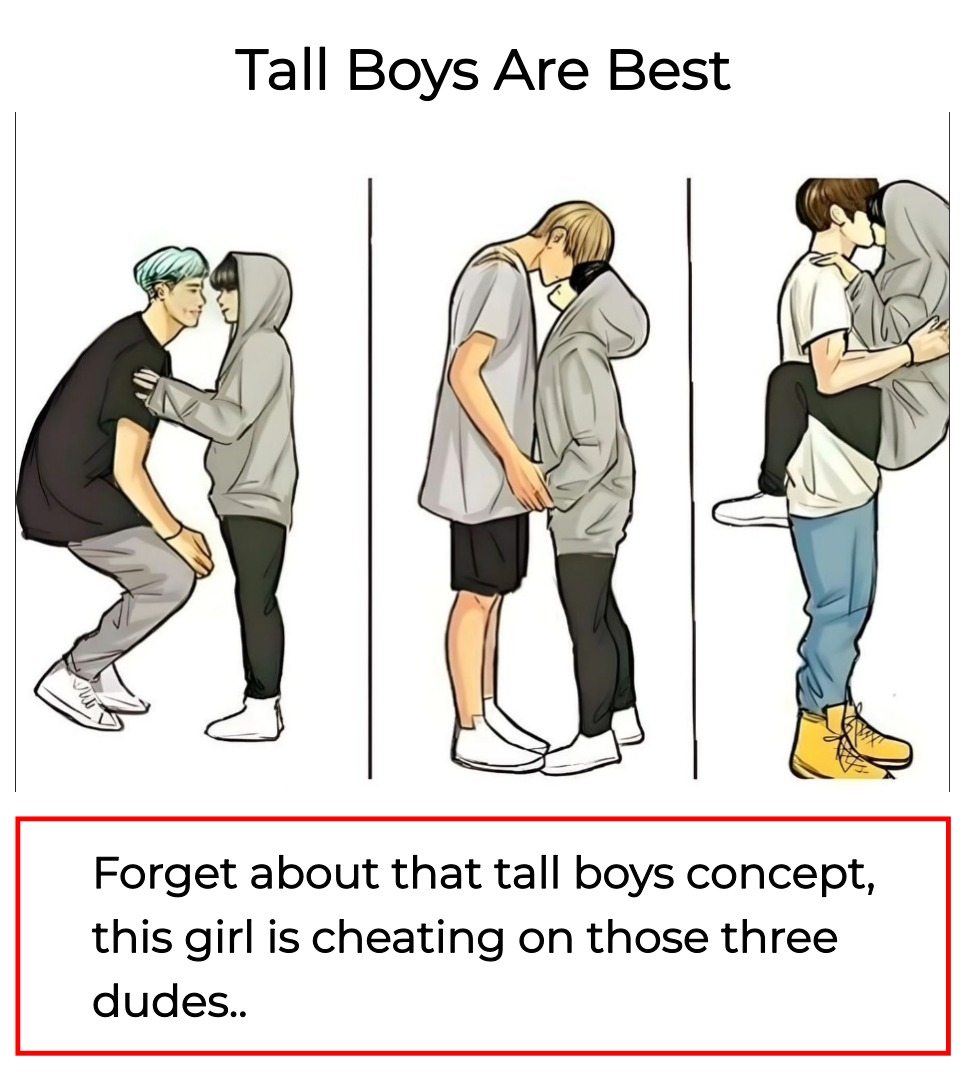 Tall Boys Are Best
Forget about that tall boys concept,
this girl is cheating on those three
dudes..